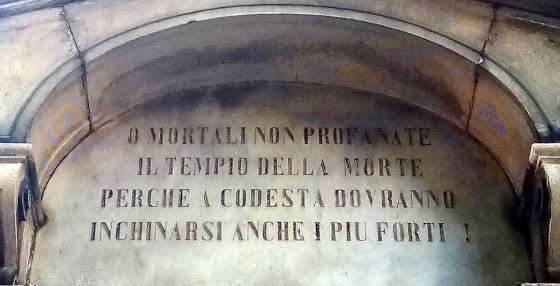 O MORTALI NON PROFANATE
IL TEMPIO DELLA MORTE
PERCHE A CODESTA DOVRANNO
INCHINARSI ANCHE I PIU FORTI !